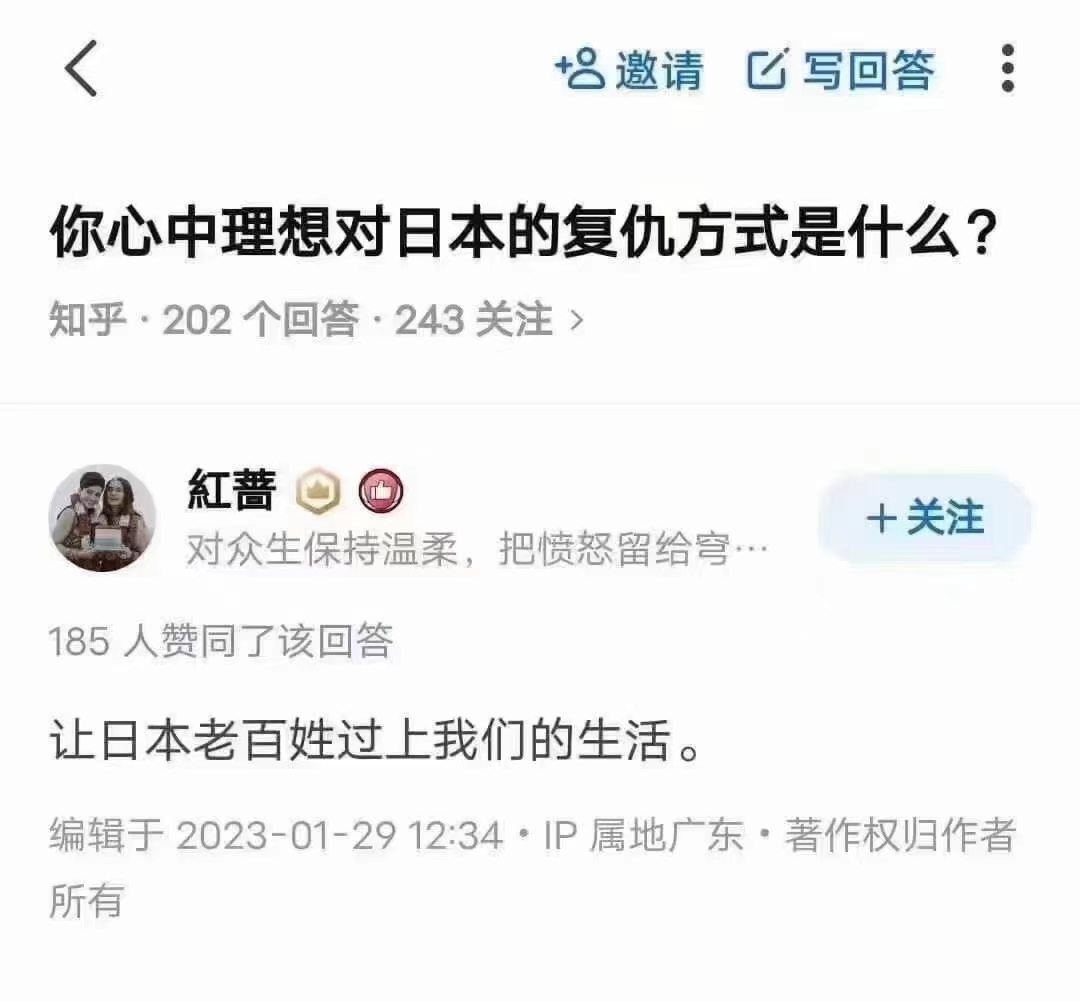 邀请 写回答
你心中理想对日本的复仇方式是什么？
知乎 · 202 个回答 · 243 关注 >
紅蔷
对众生保持温柔，把愤怒留给穹…
+ 关注
185 人赞同了该回答
让日本老百姓过上我们的生活。
编辑于 2023-01-29 12:34 · IP 属地广东 · 著作权归作者
所有